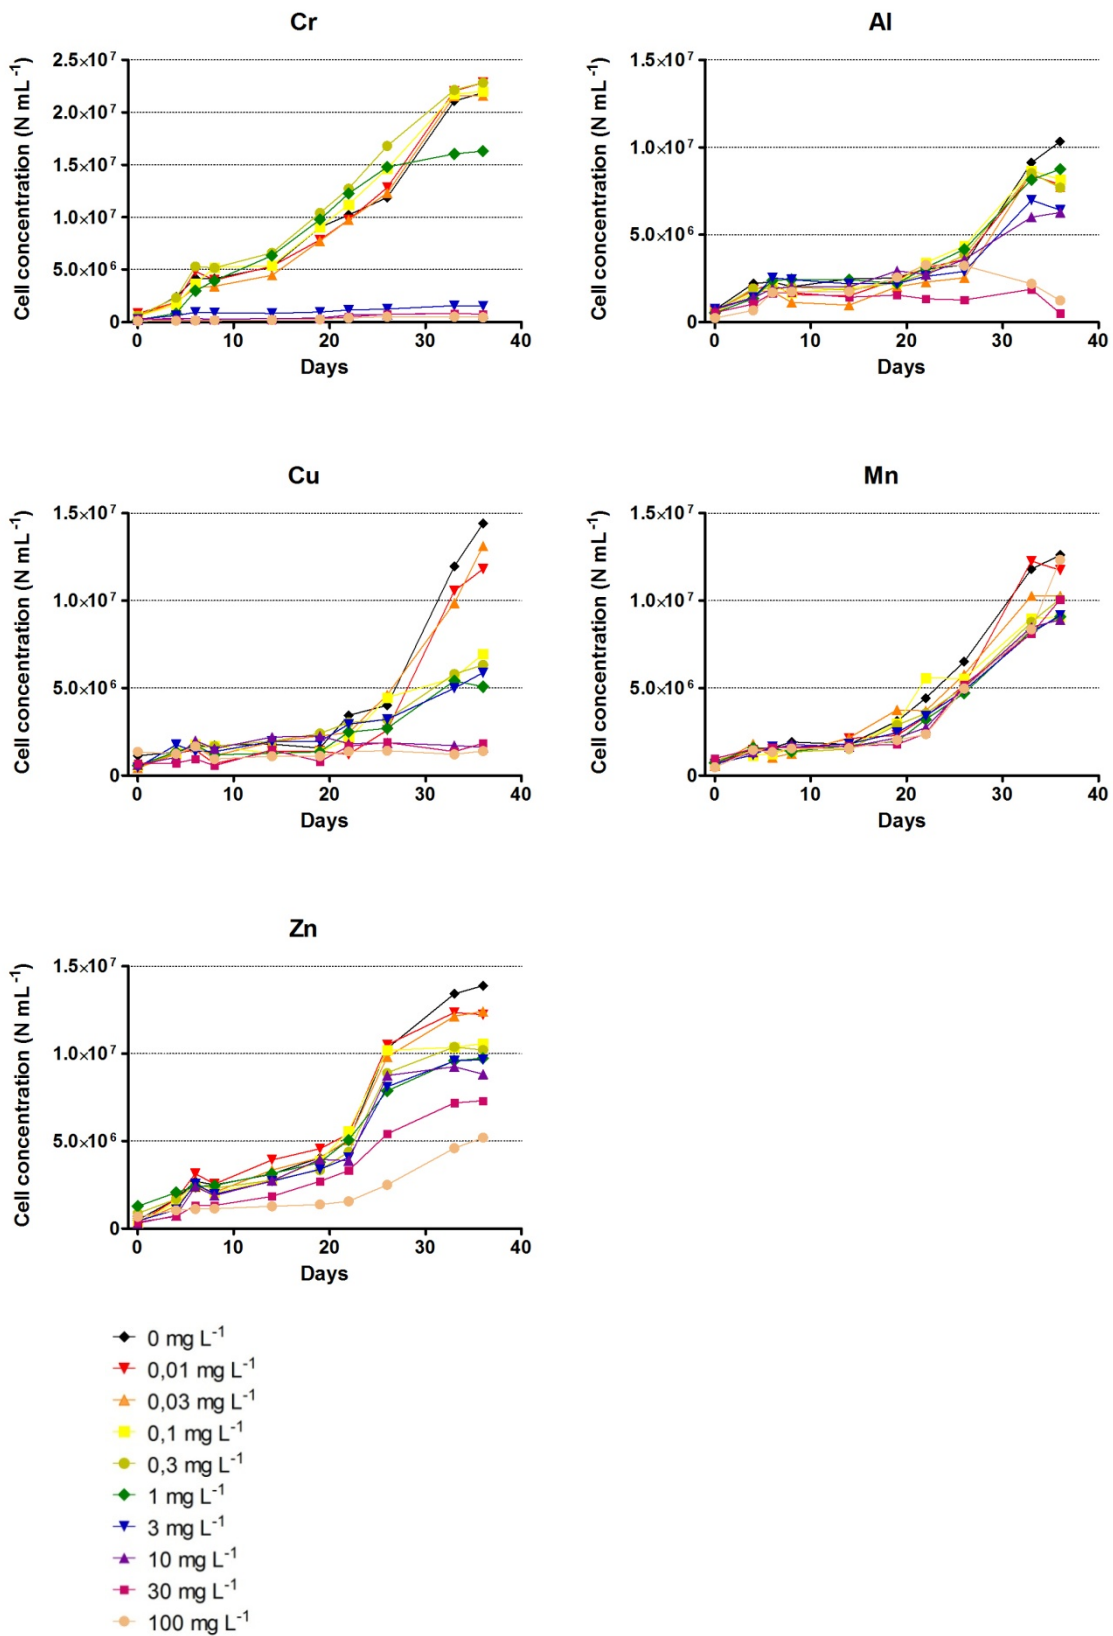 Cr
Cell concentration (N mL⁻¹)
2.5×10⁷
2.0×10⁷
1.5×10⁷
1.0×10⁷
5.0×10⁶
0
0 10 20 30 40
Days
Al
Cell concentration (N mL⁻¹)
1.5×10⁷
1.0×10⁷
5.0×10⁶
0
0 10 20 30 40
Days
Cu
Cell concentration (N mL⁻¹)
1.5×10⁷
1.0×10⁷
5.0×10⁶
0
0 10 20 30 40
Days
Mn
Cell concentration (N mL⁻¹)
1.5×10⁷
1.0×10⁷
5.0×10⁶
0
0 10 20 30 40
Days
Zn
Cell concentration (N mL⁻¹)
1.5×10⁷
1.0×10⁷
5.0×10⁶
0
0 10 20 30 40
Days
0 mg L⁻¹
0,01 mg L⁻¹
0,03 mg L⁻¹
0,1 mg L⁻¹
0,3 mg L⁻¹
1 mg L⁻¹
3 mg L⁻¹
10 mg L⁻¹
30 mg L⁻¹
100 mg L⁻¹